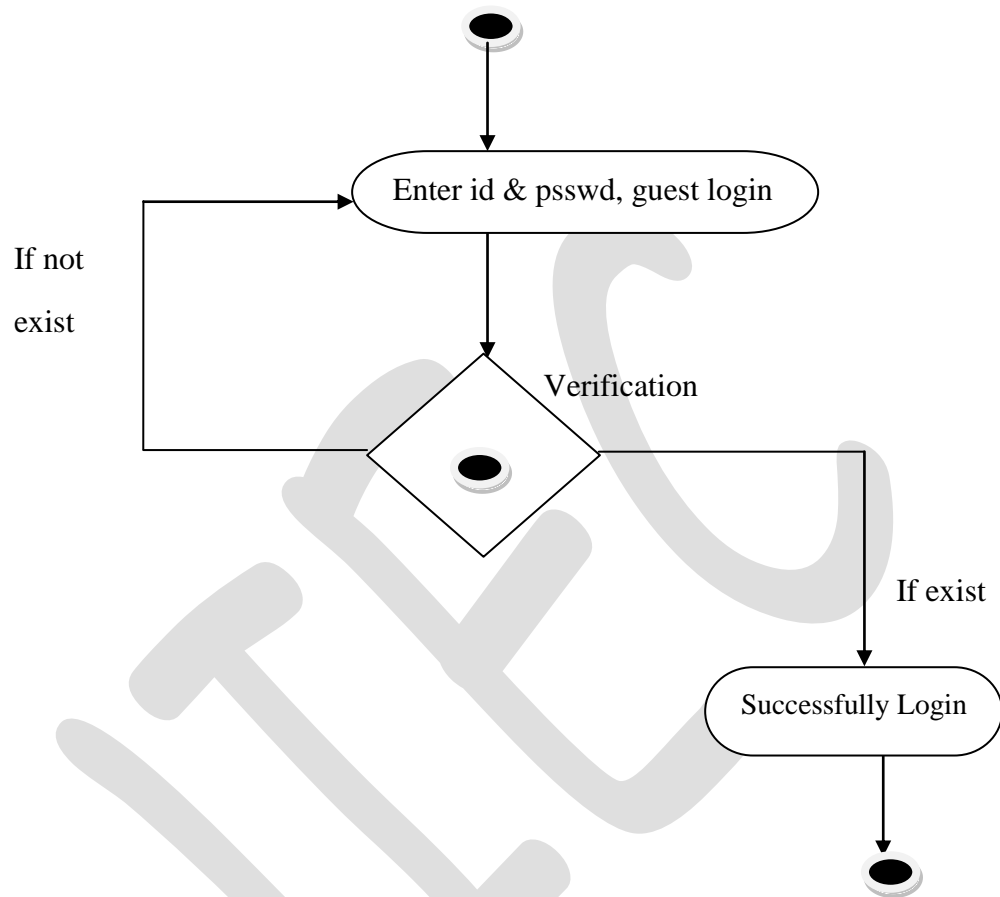 Enter id & psswd, guest login
If not
exist
Verification
If exist
Successfully Login